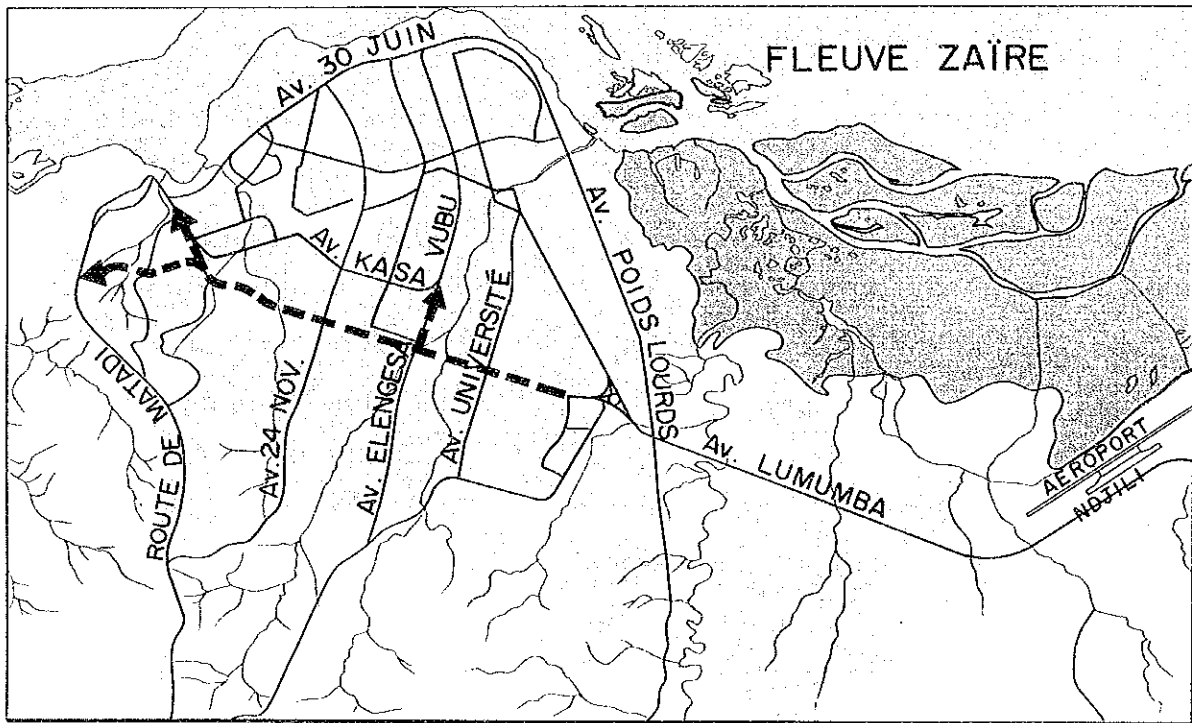 FLEUVE ZAÏRE
Av. 30 JUIN
Av. KASA VUBU
Av. POIDS LOURDS
Av. UNIVERSITÉ
Av. ELENGESA
Av. 24 NOV.
ROUTE DE MATADI
Av. LUMUMBA
AEROPORT
NDJILI